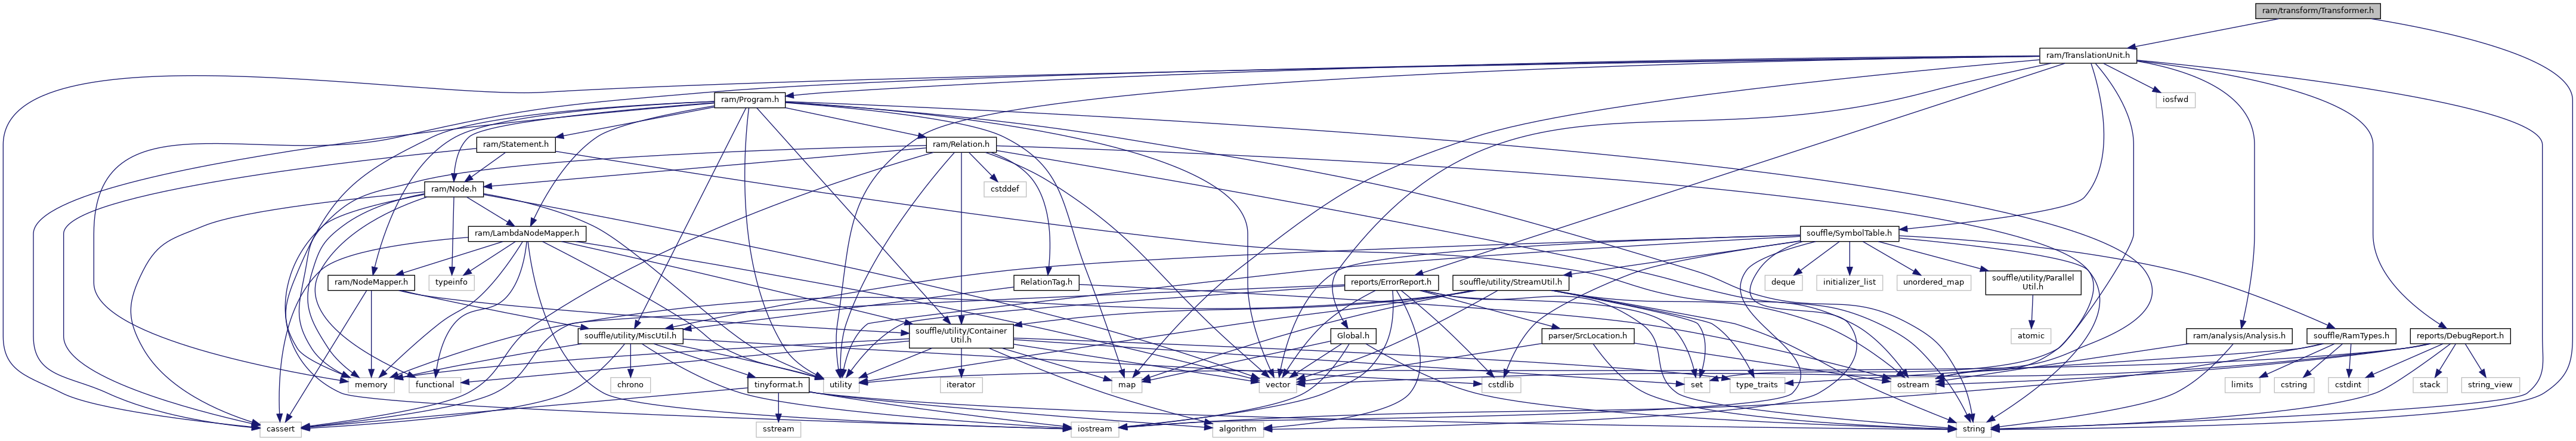 ram/transform/Transformer.h
ram/TranslationUnit.h
ram/Program.h
iosfwd
ram/Statement.h
ram/Relation.h
ram/Node.h
cstddef
ram/LambdaNodeMapper.h
souffle/SymbolTable.h
ram/NodeMapper.h
typeinfo
RelationTag.h
reports/ErrorReport.h
souffle/utility/StreamUtil.h
deque
initializer_list
unordered_map
souffle/utility/Parallel
Util.h
souffle/utility/MiscUtil.h
souffle/utility/Container
Util.h
Global.h
parser/SrcLocation.h
atomic
ram/analysis/Analysis.h
souffle/RamTypes.h
reports/DebugReport.h
memory
functional
chrono
tinyformat.h
utility
iterator
map
vector
cstdlib
set
type_traits
ostream
limits
cstring
cstdint
stack
string_view
cassert
sstream
iostream
algorithm
string